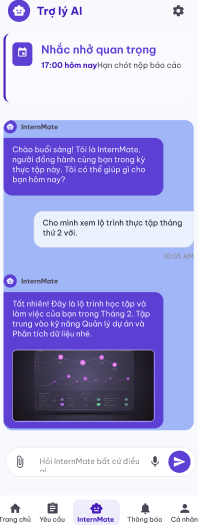 Trợ lý AI
Nhắc nhở quan trọng
17:00 hôm nayHạn chót nộp báo cáo
InternMate
Chào buổi sáng! Tôi là InternMate,
người đồng hành cùng bạn trong kỳ
thực tập này. Tôi có thể giúp gì cho
bạn hôm nay?
Cho mình xem lộ trình thực tập tháng
thứ 2 với.
10:05 AM
InternMate
Tất nhiên! Đây là lộ trình học tập và
làm việc của bạn trong Tháng 2. Tập
trung vào kỹ năng Quản lý dự án và
Phân tích dữ liệu nhé.
Hỏi InternMate bất cứ điều
gì
Trang chủ
Yêu cầu
InternMate
Thông báo
Cá nhân